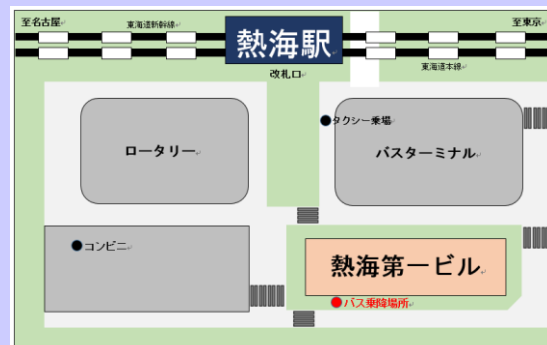 至名古屋
東海道新幹線
熱海駅
至東京
改札口
東海道本線
タクシー乗場
ロータリー
バスターミナル
コンビニ
熱海第一ビル
バス乗降場所